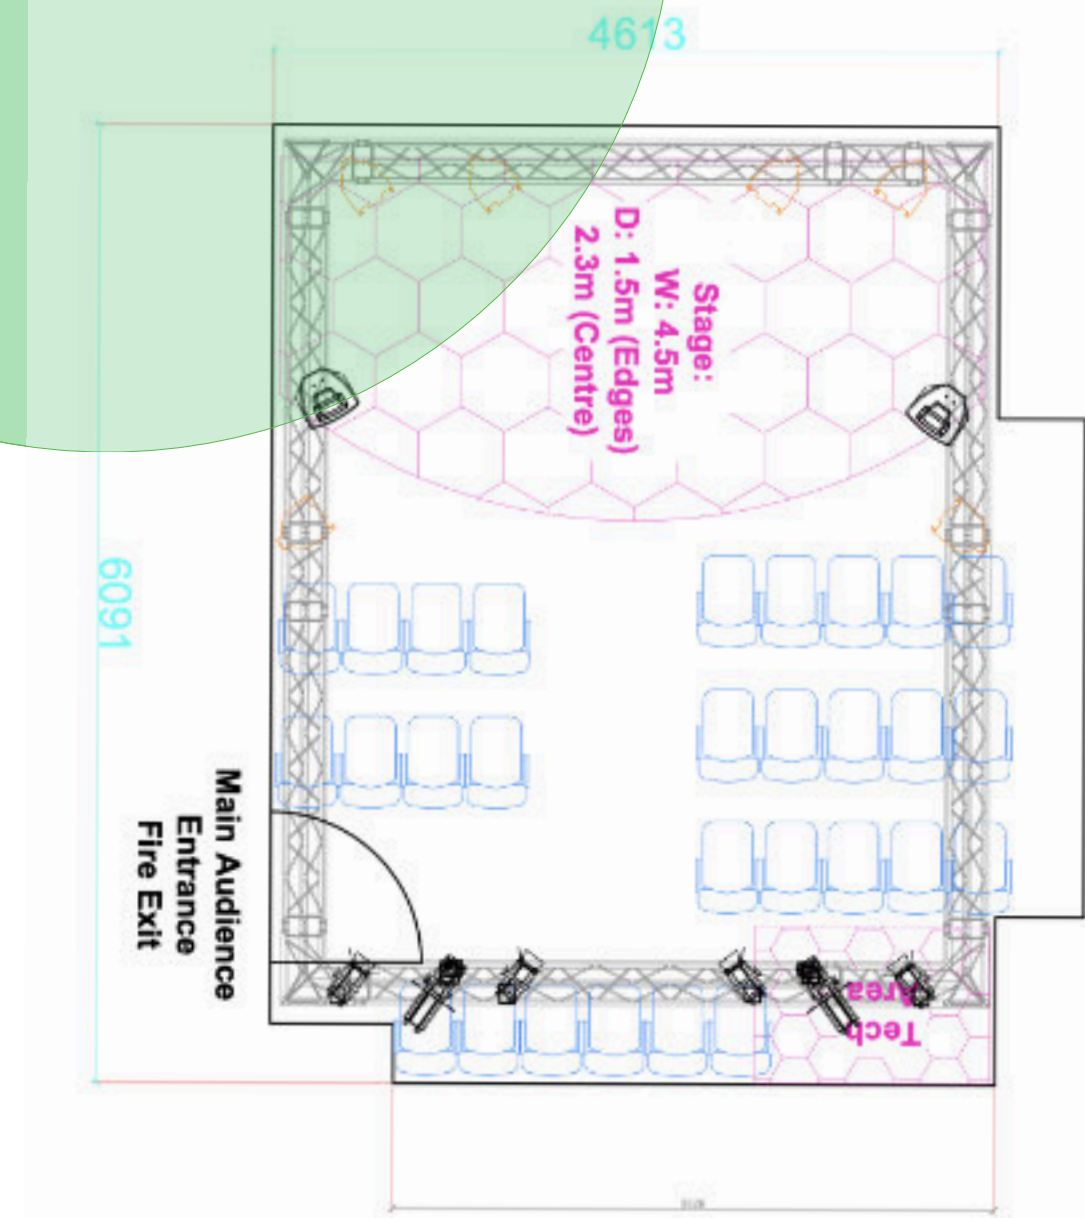 4613
Stage:
W: 4.5m
D: 1.5m (Edges)
2.3m (Centre)
6091
Main Audience
Entrance
Fire Exit
Tech
Area